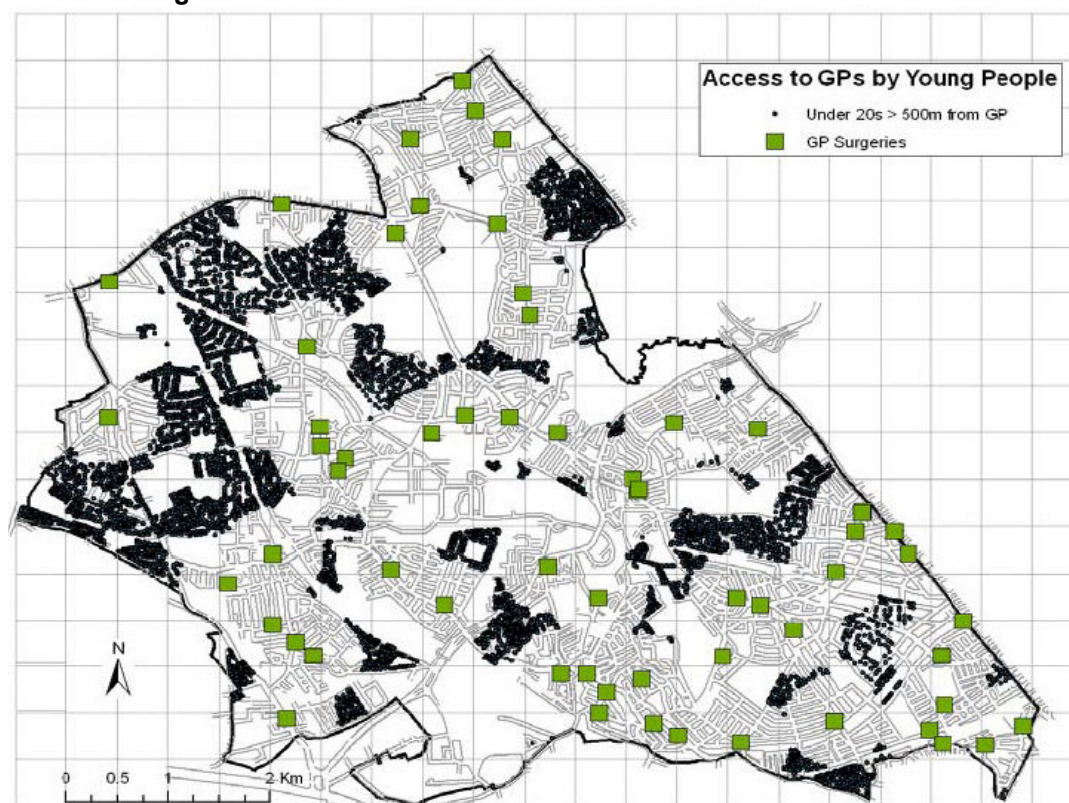 Access to GPs by Young People
Under 20s > 500m from GP
GP Surgeries
N
0 0.5 1 2 Km